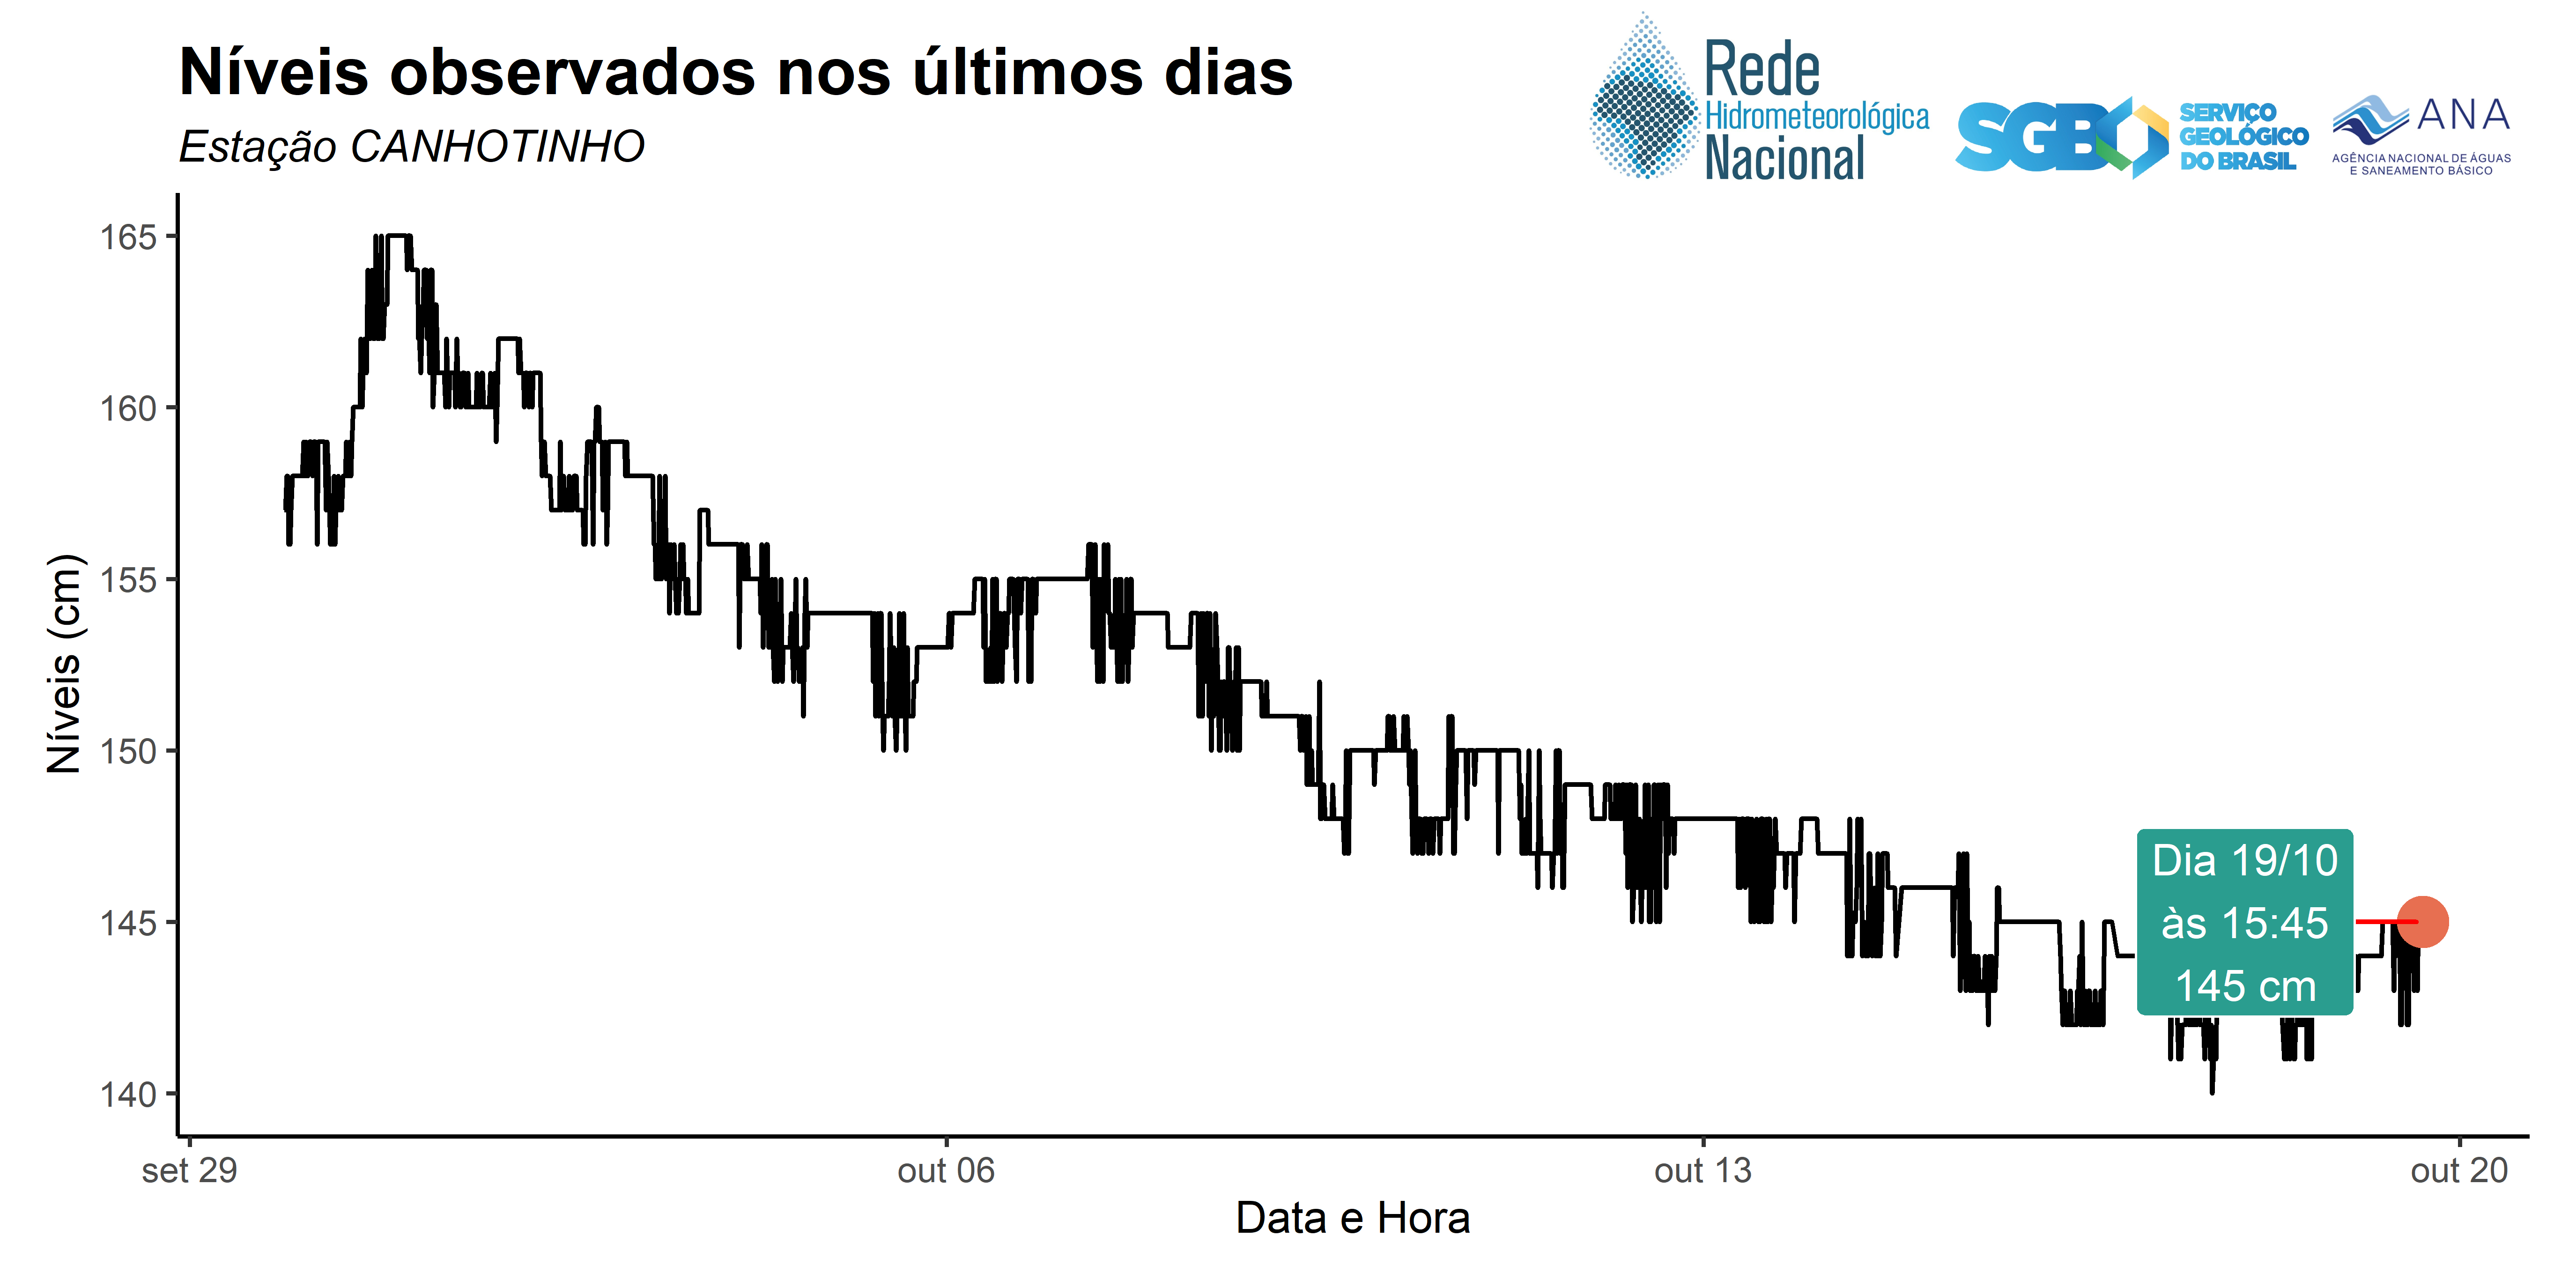 Níveis observados nos últimos dias
Estação CANHOTINHO
Rede
Hidrometeorológica
Nacional
SGB
SERVIÇO
GEOLÓGICO
DO BRASIL
ANA
AGÊNCIA NACIONAL DE ÁGUAS
E SANEAMENTO BÁSICO
Níveis (cm)
165
160
155
150
145
140
Dia 19/10
às 15:45
145 cm
set 29
out 06
out 13
out 20
Data e Hora